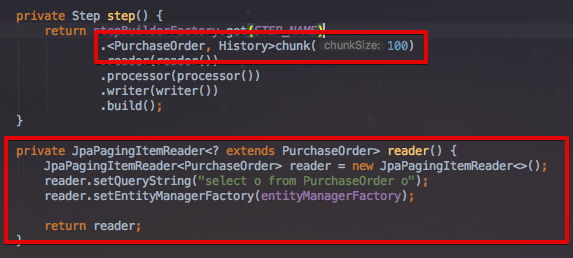 private Step step() {
return stepBuilderFactory.get(STEP_NAME)
.<PurchaseOrder, History>chunk( chunkSize: 100)
.reader(reader())
.processor(processor())
.writer(writer())
.build();
}
private JpaPagingItemReader<? extends PurchaseOrder> reader() {
JpaPagingItemReader<PurchaseOrder> reader = new JpaPagingItemReader<>();
reader.setQueryString("select o from PurchaseOrder o");
reader.setEntityManagerFactory(entityManagerFactory);
return reader;
}